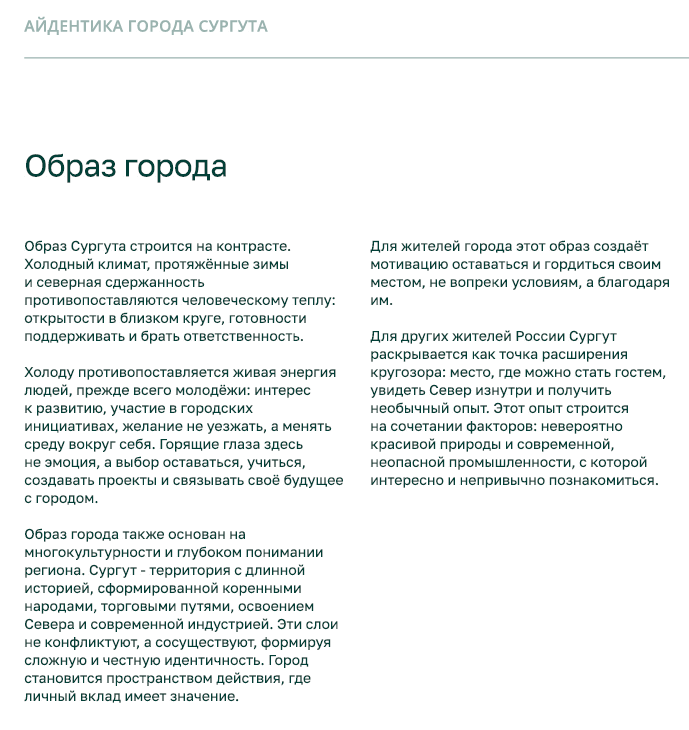 АЙДЕНТИКА ГОРОДА СУРГУТА
Образ города
Образ Сургута строится на контрасте.
Холодный климат, протяжённые зимы
и северная сдержанность
противопоставляются человеческому теплу:
открытости в близком круге, готовности
поддерживать и брать ответственность.
Холоду противопоставляется живая энергия
людей, прежде всего молодёжи: интерес
к развитию, участие в городских
инициативах, желание не уезжать, а менять
среду вокруг себя. Горящие глаза здесь
не эмоция, а выбор оставаться, учиться,
создавать проекты и связывать своё будущее
с городом.
Образ города также основан на
многокультурности и глубоком понимании
региона. Сургут - территория с длинной
историей, сформированной коренными
народами, торговыми путями, освоением
Севера и современной индустрией. Эти слои
не конфликтуют, а сосуществуют, формируя
сложную и честную идентичность. Город
становится пространством действия, где
личный вклад имеет значение.
Для жителей города этот образ создаёт
мотивацию оставаться и гордиться своим
местом, не вопреки условиям, а благодаря
им.
Для других жителей России Сургут
раскрывается как точка расширения
кругозора: место, где можно стать гостем,
увидеть Север изнутри и получить
необычный опыт. Этот опыт строится
на сочетании факторов: невероятно
красивой природы и современной,
неопасной промышленности, с которой
интересно и непривычно познакомиться.